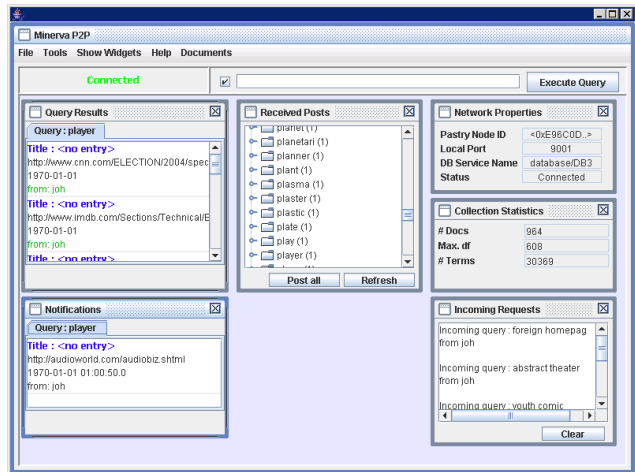 Minerva P2P
File Tools Show Widgets Help Documents
Connected
Execute Query
Query Results
Query : player
Title : <no entry>
http://www.cnn.com/ELECTION/2004/spec
1970-01-01
from: joh
Title : <no entry>
http://www.imdb.com/Sections/Technical/E
1970-01-01
from: joh
Title : <no entry>
Received Posts
planet (1)
planetari (1)
planner (1)
plant (1)
plasma (1)
plaster (1)
plastic (1)
plate (1)
play (1)
player (1)
Post all Refresh
Network Properties
Pastry Node ID <0xE96C0D..>
Local Port 9001
DB Service Name database/DB3
Status Connected
Collection Statistics
# Docs 964
Max. df 608
# Terms 30369
Notifications
Query : player
Title : <no entry>
http://audioworld.com/audiobiz.shtml
1970-01-01 01:00:50.0
from: joh
Incoming Requests
Incoming query : foreign homepag
from joh
Incoming query : abstract theater
from joh
Incoming query : youth comic
Clear